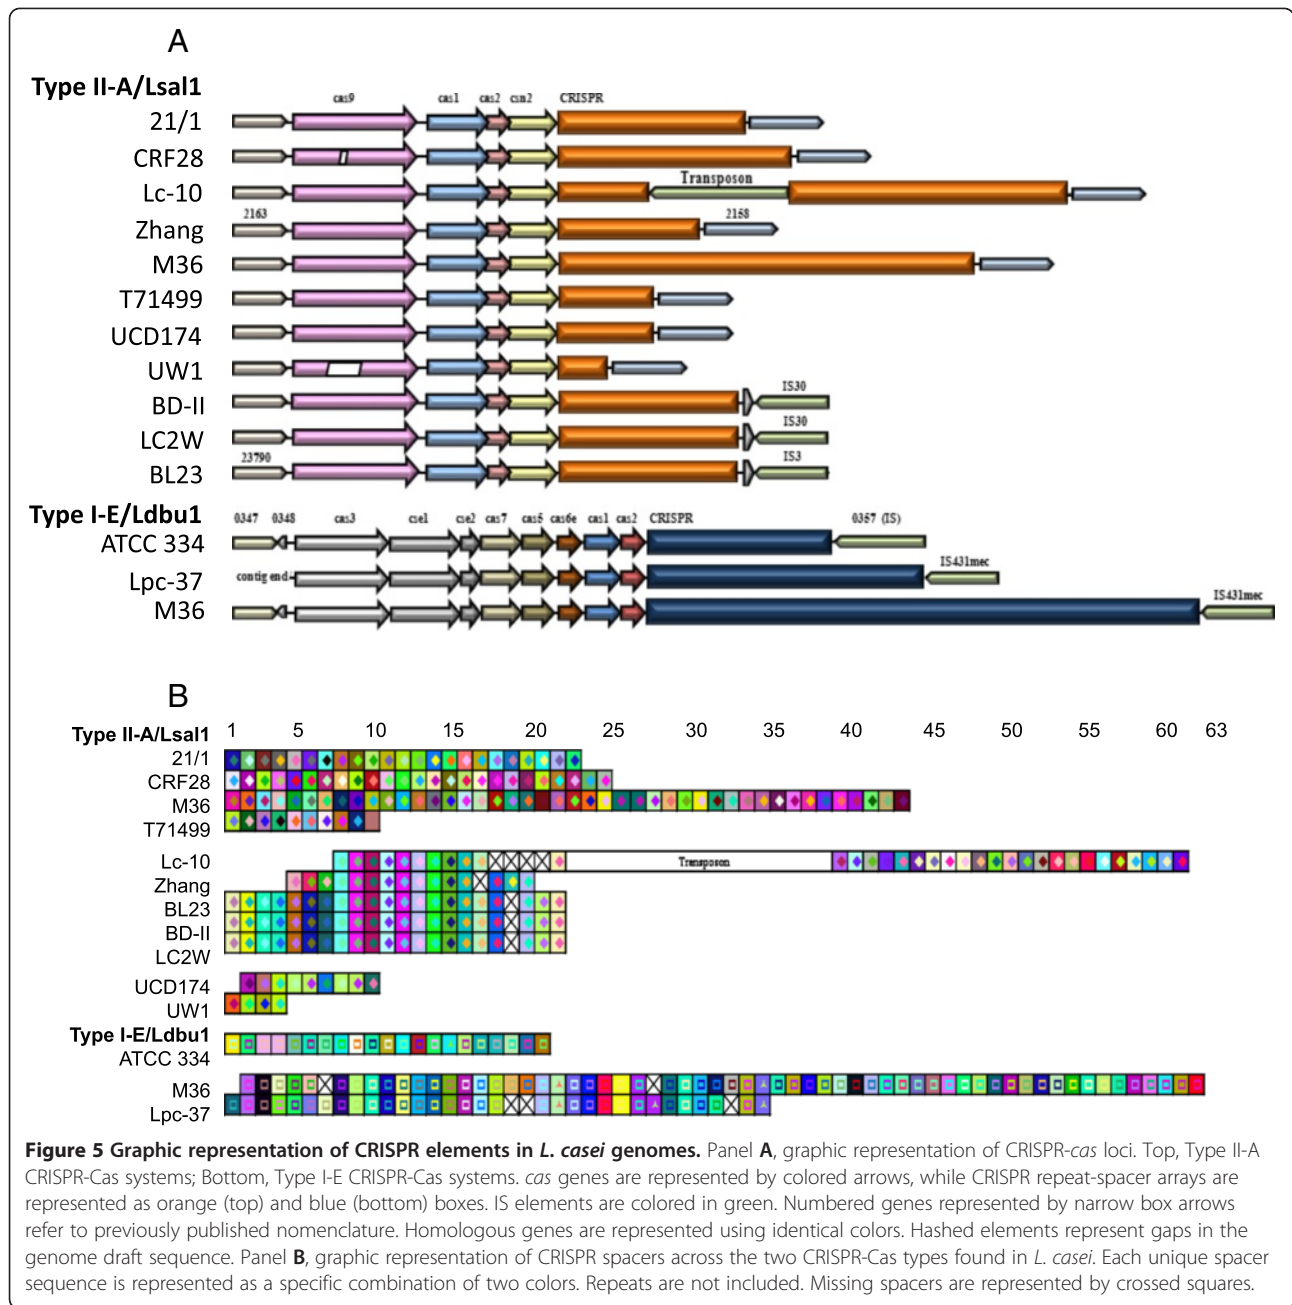 A
Type II-A/Lsal1
cas9 cas1 cas2 csn2 CRISPR
21/1
CRF28
Transposon
Lc-10
2163 2158
Zhang
M36
T71499
UCD174
UW1
IS30
BD-II
IS30
LC2W
23790 IS3
BL23
Type I-E/Ldbu1
0347 0348 cas3 cse1 cse2 cas7 cas5 cas6e cas1 cas2 CRISPR 0357 (IS)
ATCC 334
contig end IS431mec
Lpc-37
IS431mec
M36
B
1 5 10 15 20 25 30 35 40 45 50 55 60 63
Type II-A/Lsal1
21/1
CRF28
M36
T71499
Lc-10 Transposon
Zhang
BL23
BD-II
LC2W
UCD174
UW1
Type I-E/Ldbu1
ATCC 334
M36
Lpc-37
Figure 5 Graphic representation of CRISPR elements in L. casei genomes. Panel A, graphic representation of CRISPR-cas loci. Top, Type II-A
CRISPR-Cas systems; Bottom, Type I-E CRISPR-Cas systems. cas genes are represented by colored arrows, while CRISPR repeat-spacer arrays are
represented as orange (top) and blue (bottom) boxes. IS elements are colored in green. Numbered genes represented by narrow box arrows
refer to previously published nomenclature. Homologous genes are represented using identical colors. Hashed elements represent gaps in the
genome draft sequence. Panel B, graphic representation of CRISPR spacers across the two CRISPR-Cas types found in L. casei. Each unique spacer
sequence is represented as a specific combination of two colors. Repeats are not included. Missing spacers are represented by crossed squares.